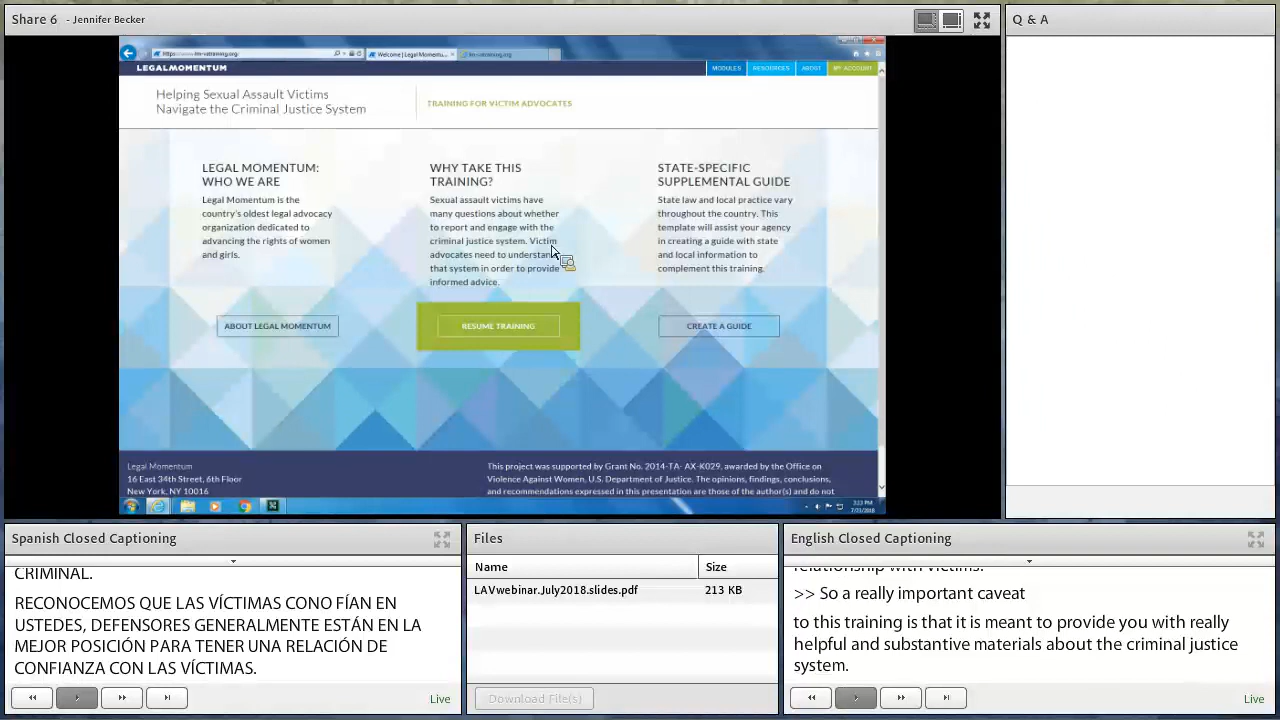 Share 6 - Jennifer Becker
Q & A
Welcome | Legal Momentu...
LEGALMOMENTUM
MODULES
RESOURCES
ABOUT
MY ACCOUNT
Helping Sexual Assault Victims
Navigate the Criminal Justice System
TRAINING FOR VICTIM ADVOCATES
LEGAL MOMENTUM:
WHO WE ARE
Legal Momentum is the
country's oldest legal advocacy
organization dedicated to
advancing the rights of women
and girls.
ABOUT LEGAL MOMENTUM
WHY TAKE THIS
TRAINING?
Sexual assault victims have
many questions about whether
to report and engage with the
criminal justice system. Victim
advocates need to understand
that system in order to provide
informed advice.
RESUME TRAINING
STATE-SPECIFIC
SUPPLEMENTAL GUIDE
State law and local practice vary
throughout the country. This
template will assist your agency
in creating a guide with state
and local information to
complement this training.
CREATE A GUIDE
Legal Momentum
16 East 34th Street, 6th Floor
New York, NY 10016
This project was supported by Grant No. 2014-TA- AX-K029, awarded by the Office on
Violence Against Women, U.S. Department of Justice. The opinions, findings, conclusions,
and recommendations expressed in this presentation are those of the author(s) and do not
3:23 PM
Spanish Closed Captioning
CRIMINAL.
RECONOCEMOS QUE LAS VÍCTIMAS CONO FÍAN EN
USTEDES, DEFENSORES GENERALMENTE ESTÁN EN LA
MEJOR POSICIÓN PARA TENER UNA RELACIÓN DE
CONFIANZA CON LAS VÍCTIMAS.
Live
Files
Name Size
LAVwebinar.July2018.slides.pdf 213 KB
Download File(s)
English Closed Captioning
relationship with victims.
>> So a really important caveat
to this training is that it is meant to provide you with really
helpful and substantive materials about the criminal justice
system.
Live